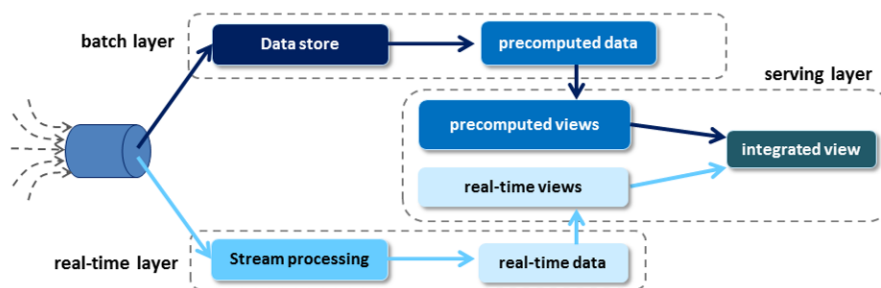 batch layer
Data store
precomputed data
serving layer
precomputed views
integrated view
real-time views
real-time layer
Stream processing
real-time data